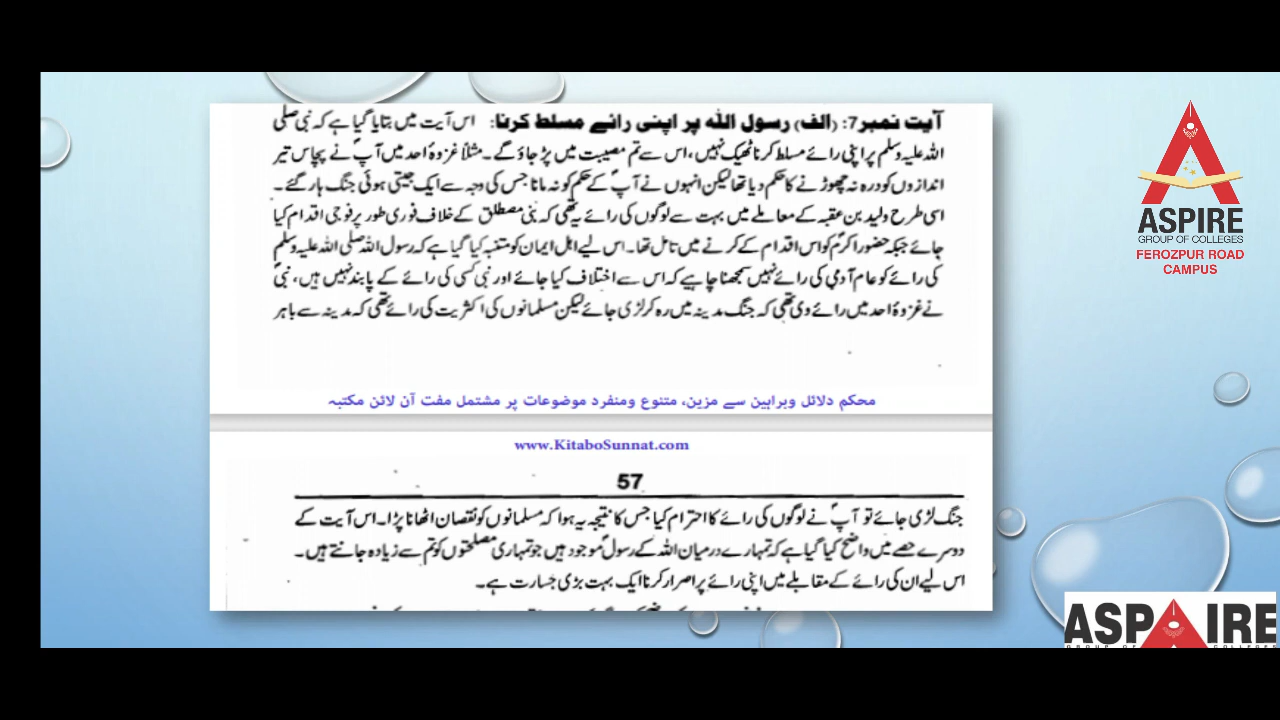 آیت نمبر7: (الف) رسول اللہ پر اپنی رائے مسلط کرنا: اس آیت میں بتایا گیا ہے کہ نبی صلی
اللہ علیہ وسلم پر اپنی رائے مسلط کرنا ٹھیک نہیں، اس سے تم مصیبت میں پڑ جاؤ گے۔ مثلاً غزوۂ احد میں آپؐ نے پچاس تیر
اندازوں کو درہ نہ چھوڑنے کا حکم دیا تھا لیکن انہوں نے آپؐ کے حکم کو نہ مانا جس کی وجہ سے ایک جیتی ہوئی جنگ ہار گئے۔
اسی طرح ولید بن عقبہ کے معاملے میں بہت سے لوگوں کی رائے یہ تھی کہ بنی مصطلق کے خلاف فوری طور پر فوجی اقدام کیا
جائے جبکہ حضور اکرمؐ کو اس اقدام کے کرنے میں تامل تھا۔ اس لیے اہل ایمان کو متنبہ کیا گیا ہے کہ رسول اللہ صلی اللہ علیہ وسلم
کی رائے کو عام آدمی کی رائے نہیں سمجھنا چاہیے کہ اس سے اختلاف کیا جائے اور نبی کسی کی رائے کے پابند نہیں ہیں، نبیؐ
نے غزوۂ احد میں رائے دی تھی کہ جنگ مدینہ میں رہ کر لڑی جائے لیکن مسلمانوں کی اکثریت کی رائے تھی کہ مدینہ سے باہر
محکم دلائل وبراہین سے مزین، متنوع ومنفرد موضوعات پر مشتمل مفت آن لائن مکتبہ
www.KitaboSunnat.com
57
جنگ لڑی جائے تو آپؐ نے لوگوں کی رائے کا احترام کیا جس کا نتیجہ یہ ہوا کہ مسلمانوں کو نقصان اٹھانا پڑا۔ اس آیت کے
دوسرے حصے میں واضح کیا گیا ہے کہ تمہارے درمیان اللہ کے رسولؐ موجود ہیں جو تمہاری مصلحتوں کو تم سے زیادہ جانتے ہیں۔
اس لیے ان کی رائے کے مقابلے میں اپنی رائے پر اصرار کرنا ایک بہت بڑی جسارت ہے۔
ASPIRE
GROUP OF COLLEGES
FEROZPUR ROAD
CAMPUS
ASPAIRE
GROUP OF COLLEGES